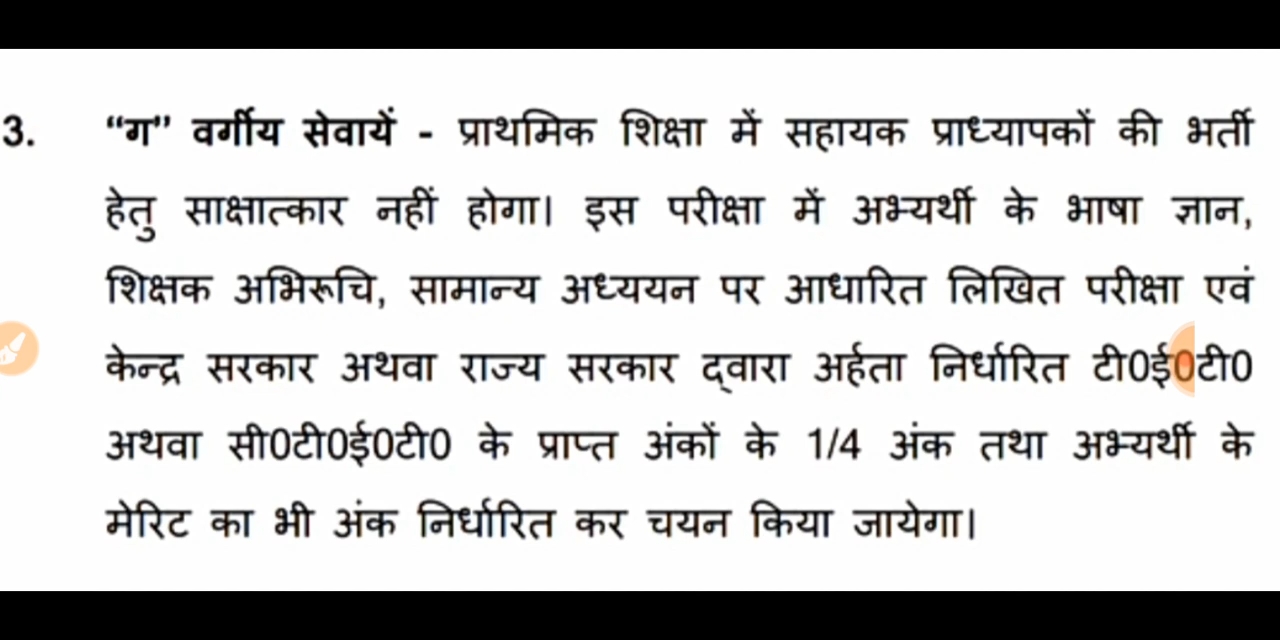 3. “ग” वर्गीय सेवायें - प्राथमिक शिक्षा में सहायक प्राध्यापकों की भर्ती
हेतु साक्षात्कार नहीं होगा। इस परीक्षा में अभ्यर्थी के भाषा ज्ञान,
शिक्षक अभिरूचि, सामान्य अध्ययन पर आधारित लिखित परीक्षा एवं
केन्द्र सरकार अथवा राज्य सरकार द्वारा अर्हता निर्धारित टी0ई0टी0
अथवा सी0टी0ई0टी0 के प्राप्त अंकों के 1/4 अंक तथा अभ्यर्थी के
मेरिट का भी अंक निर्धारित कर चयन किया जायेगा।